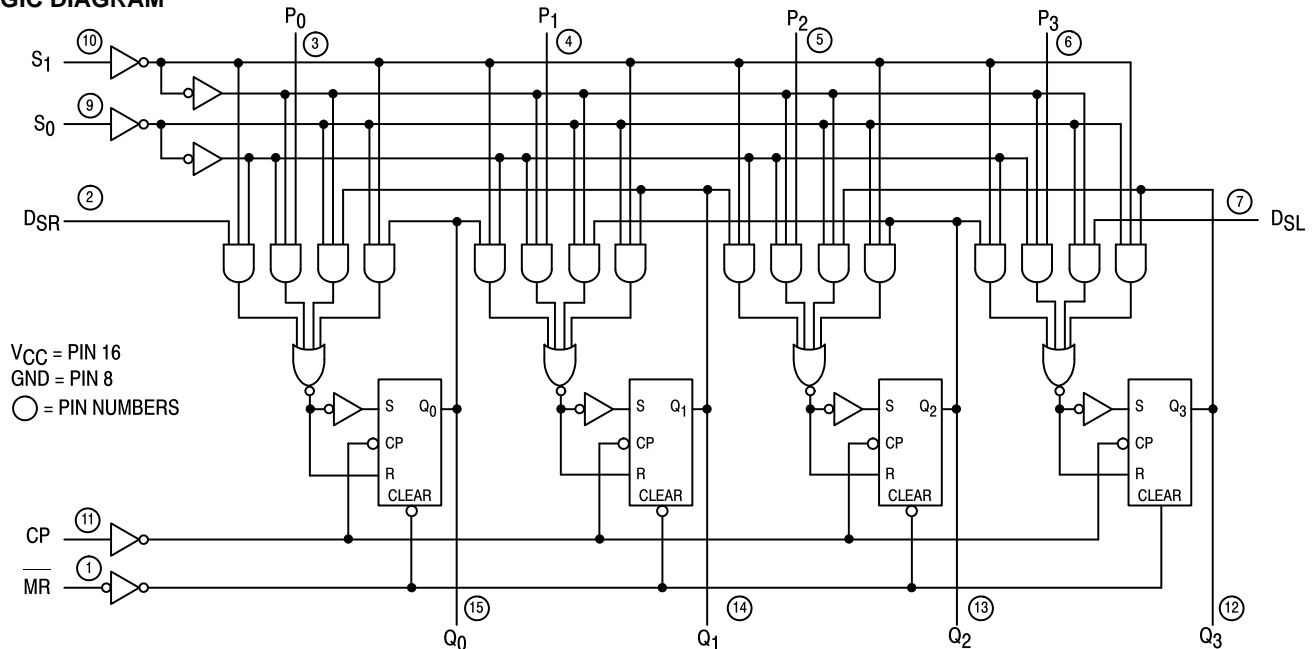 GIC DIAGRAM
P0 P1 P2 P3
3 4 5 6
10
S1
9
S0
2
DSR
7
DSL
VCC = PIN 16
GND = PIN 8
= PIN NUMBERS
S Q0 S Q1 S Q2 S Q3
CP CP CP CP
R R R R
CLEAR CLEAR CLEAR CLEAR
11
CP
1
MR
15 14 13 12
Q0 Q1 Q2 Q3